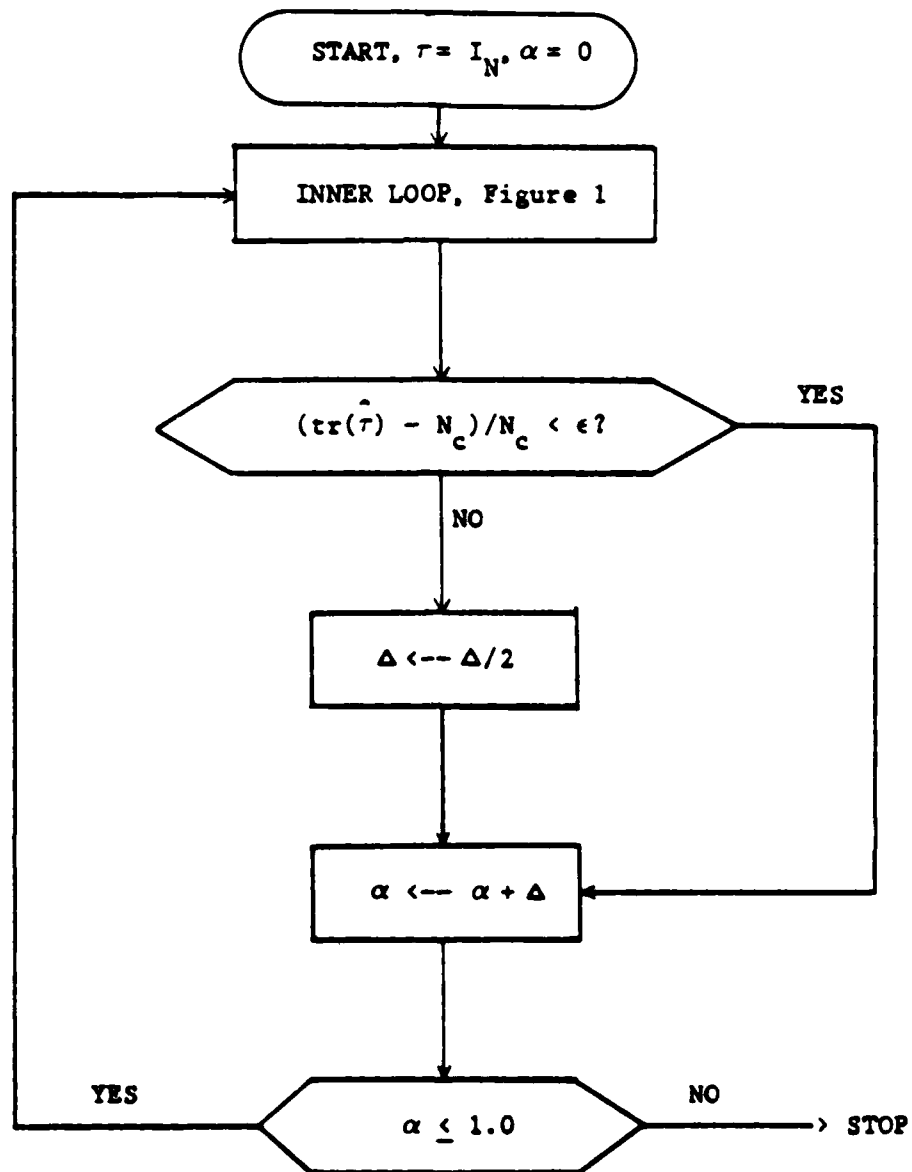 START, τ = I_N, α = 0
INNER LOOP, Figure 1
(tr(τ̂) - N_c)/N_c < ϵ?
YES
NO
Δ <-- Δ/2
α <-- α + Δ
YES
α ≤ 1.0
NO
STOP